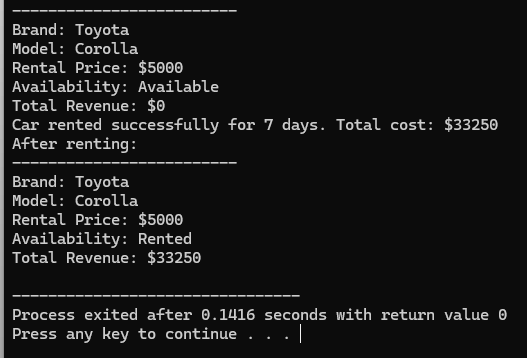 -------------------------
Brand: Toyota
Model: Corolla
Rental Price: $5000
Availability: Available
Total Revenue: $0
Car rented successfully for 7 days. Total cost: $33250
After renting:
-------------------------
Brand: Toyota
Model: Corolla
Rental Price: $5000
Availability: Rented
Total Revenue: $33250

--------------------------------
Process exited after 0.1416 seconds with return value 0
Press any key to continue . . .